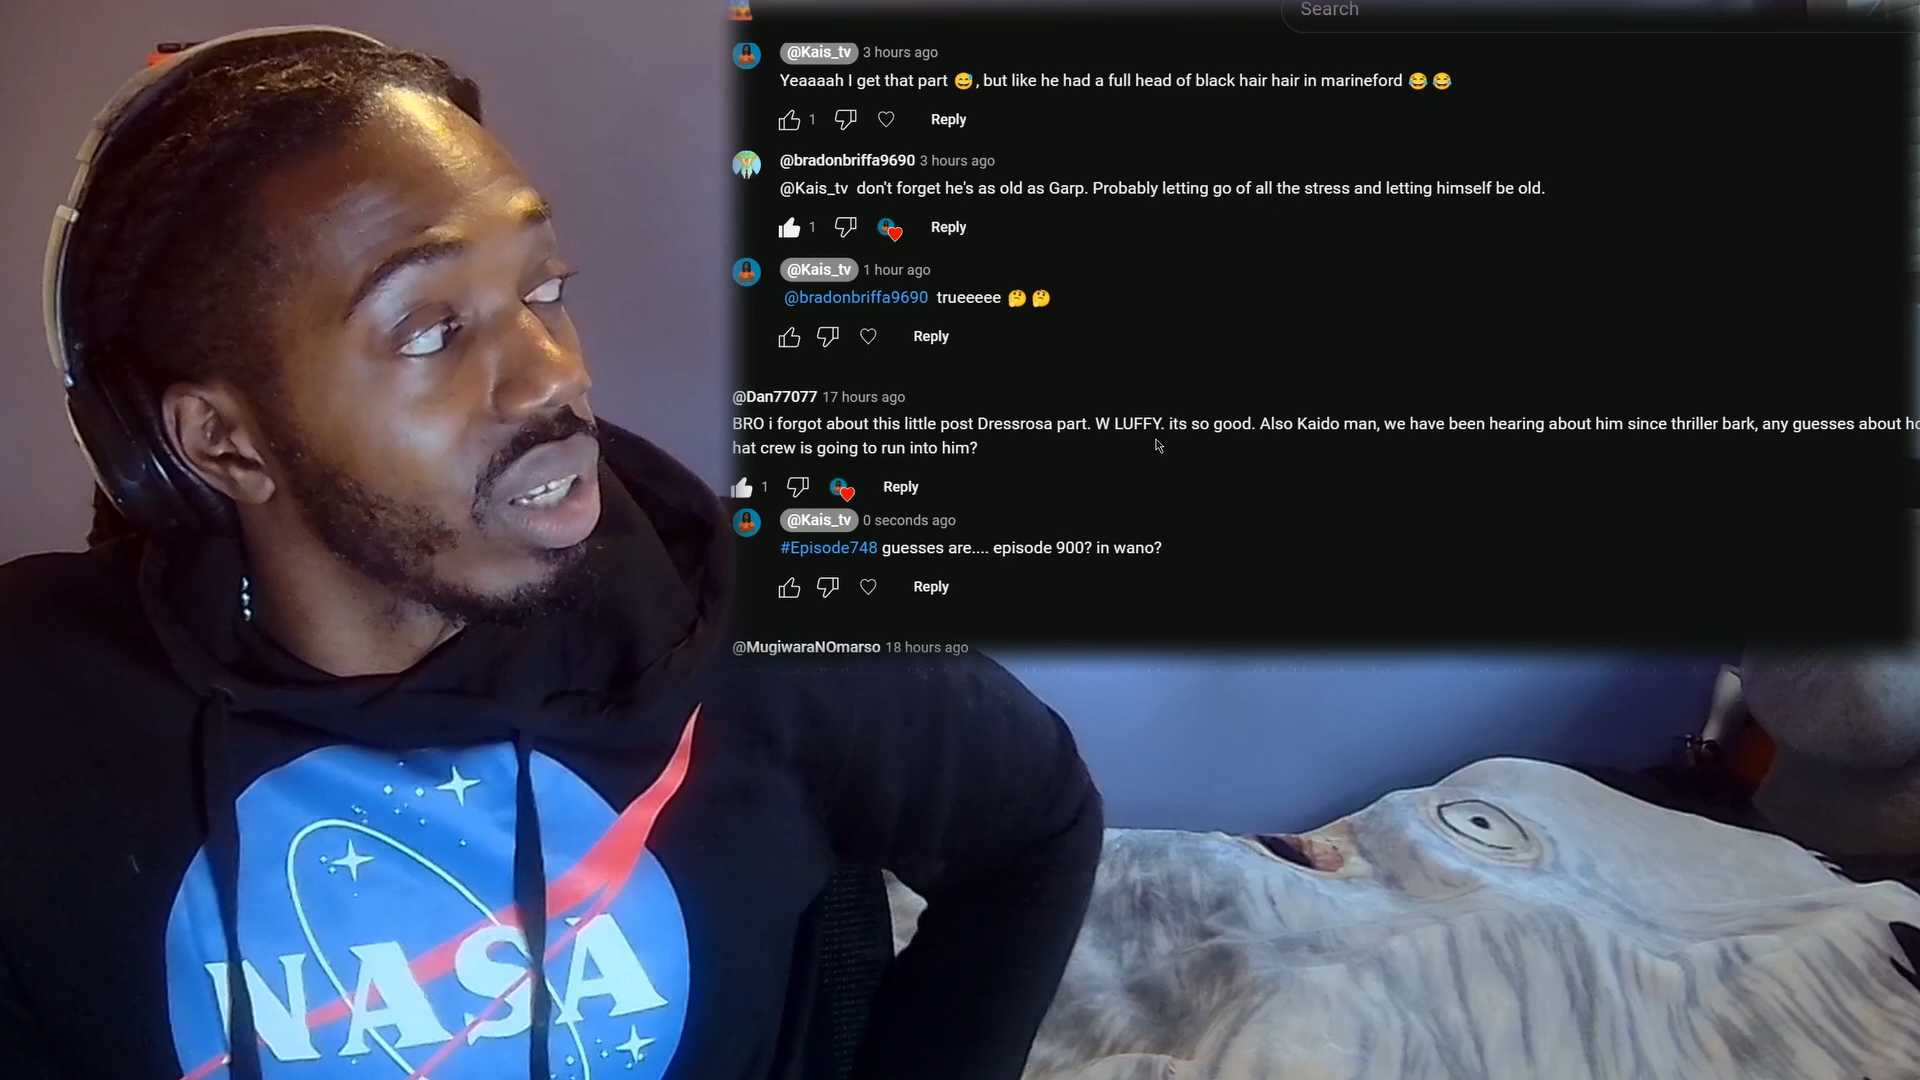 Search
@Kais_tv 3 hours ago
Yeaaaah I get that part 😅, but like he had a full head of black hair hair in marineford 😂 😂
1 Reply
@bradonbriffa9690 3 hours ago
@Kais_tv don't forget he's as old as Garp. Probably letting go of all the stress and letting himself be old.
1 Reply
@Kais_tv 1 hour ago
@bradonbriffa9690 trueeeee 🤔 🤔
Reply
@Dan77077 17 hours ago
BRO i forgot about this little post Dressrosa part. W LUFFY. its so good. Also Kaido man, we have been hearing about him since thriller bark, any guesses about
hat crew is going to run into him?
1 Reply
@Kais_tv 0 seconds ago
#Episode748 guesses are.... episode 900? in wano?
Reply
@MugiwaraNOmarso 18 hours ago
NASA